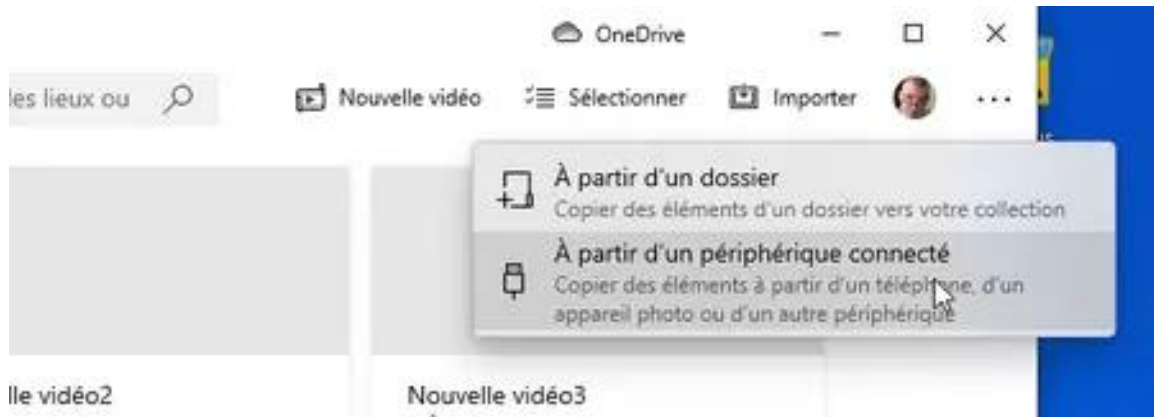 OneDrive
les lieux ou
Nouvelle vidéo
Sélectionner
Importer
À partir d'un dossier
Copier des éléments d'un dossier vers votre collection
À partir d'un périphérique connecté
Copier des éléments à partir d'un téléphone, d'un
appareil photo ou d'un autre périphérique
lle vidéo2
Nouvelle vidéo3